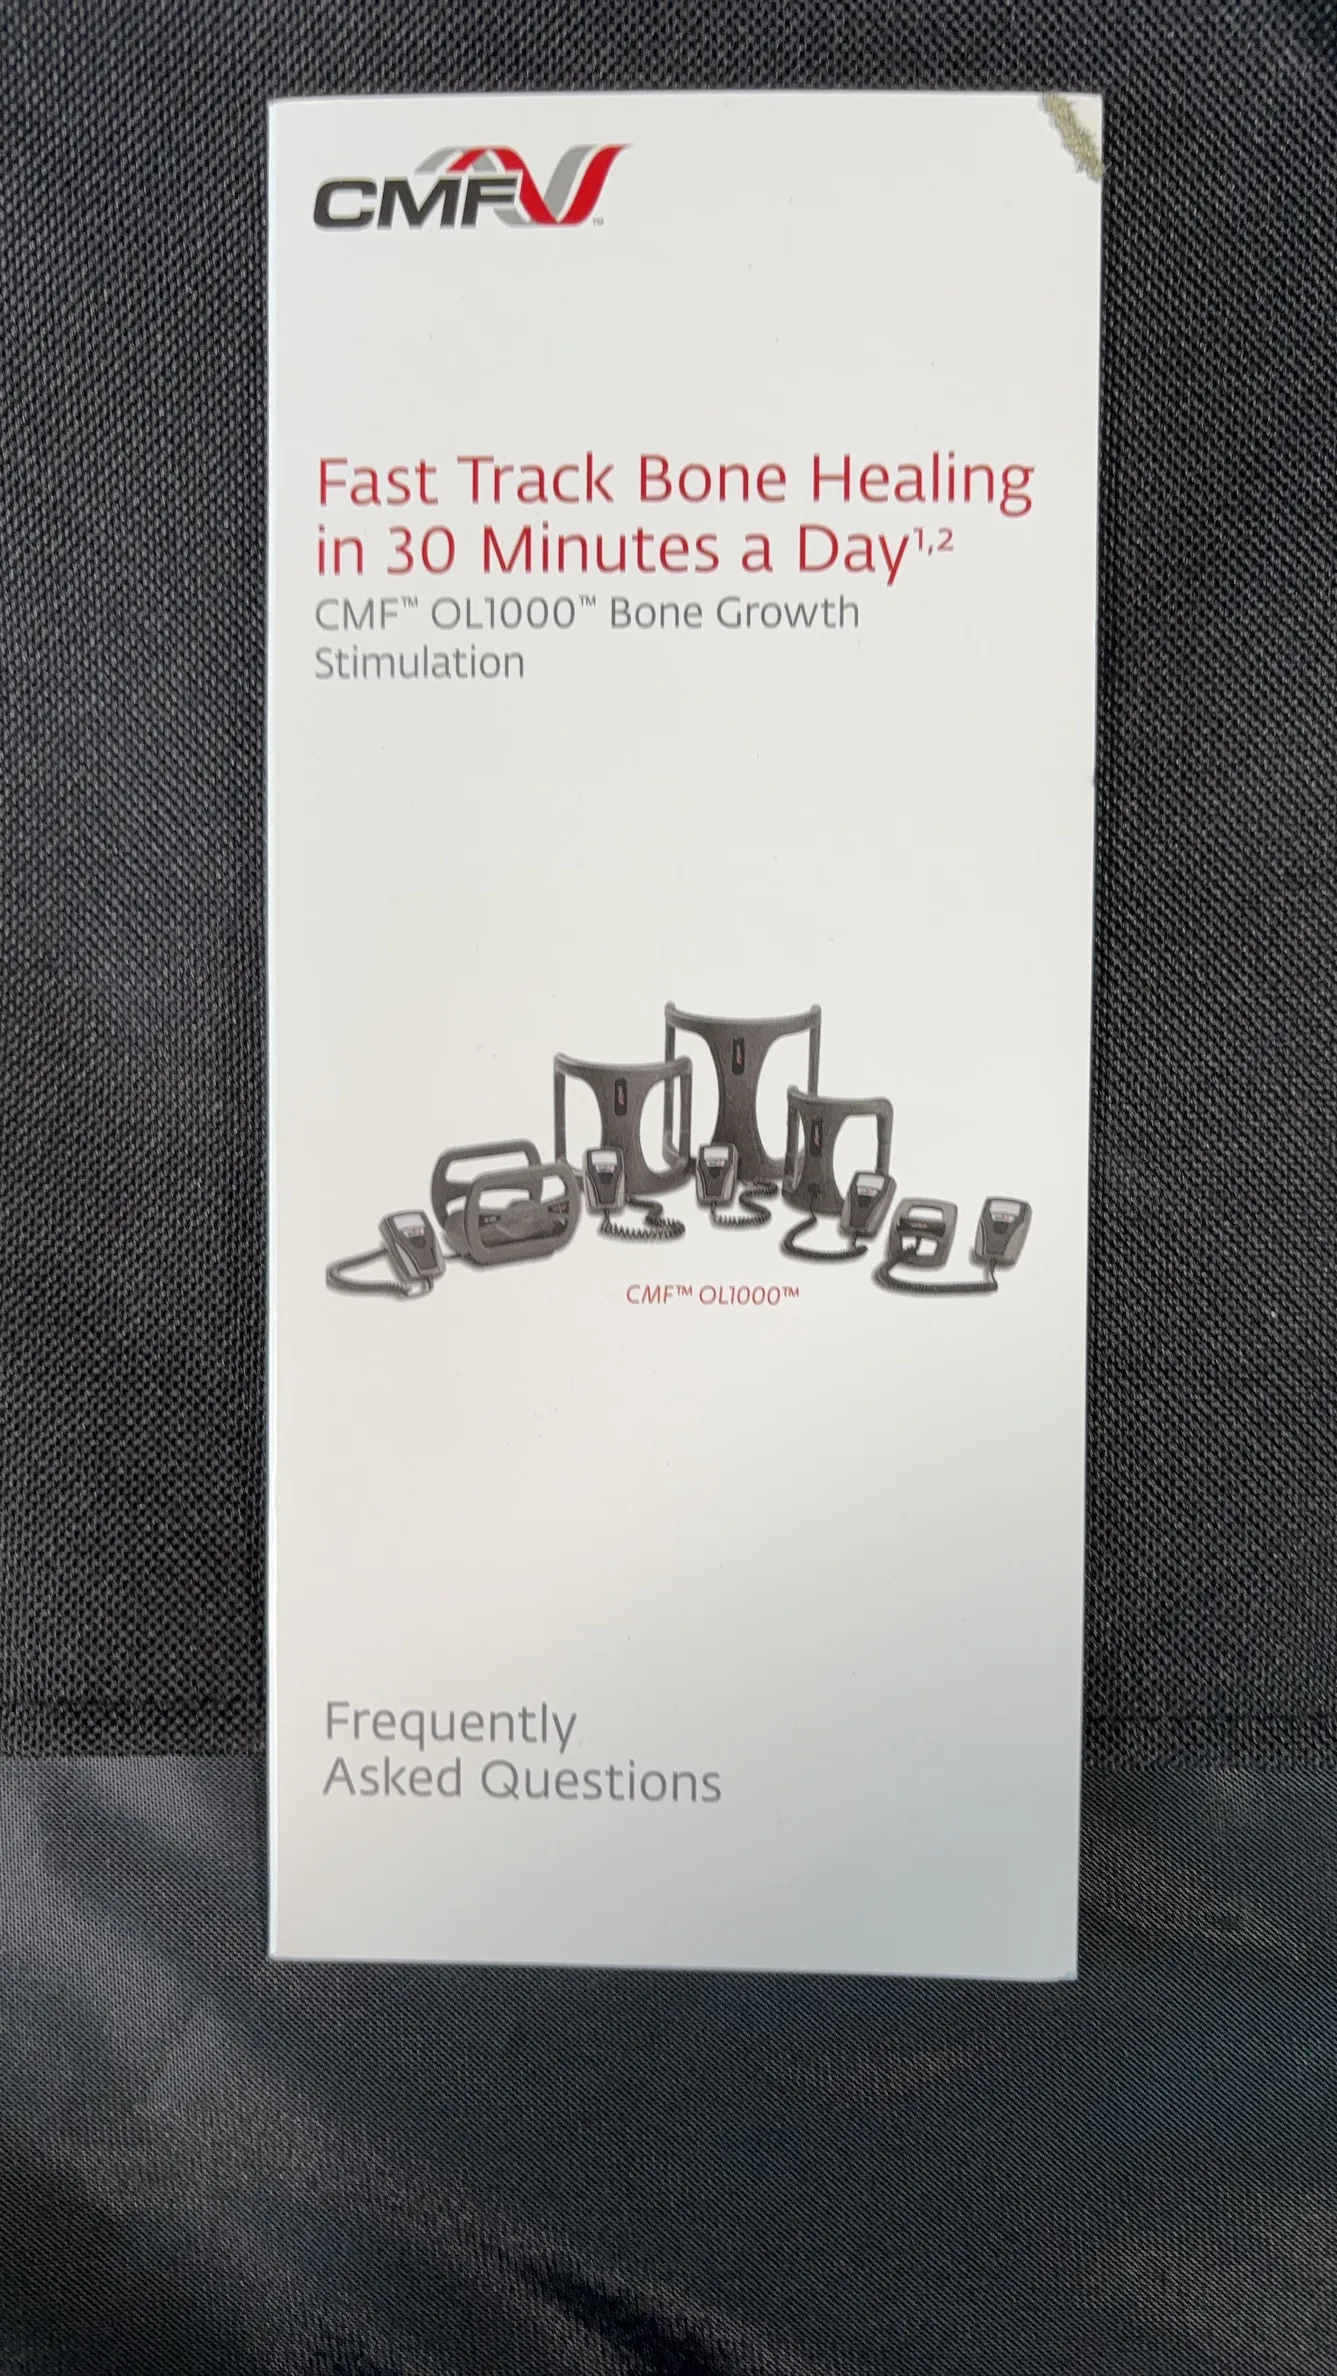 CMF™
Fast Track Bone Healing
in 30 Minutes a Day¹,²
CMF™ OL1000™ Bone Growth
Stimulation
CMF™ OL1000™
Frequently
Asked Questions